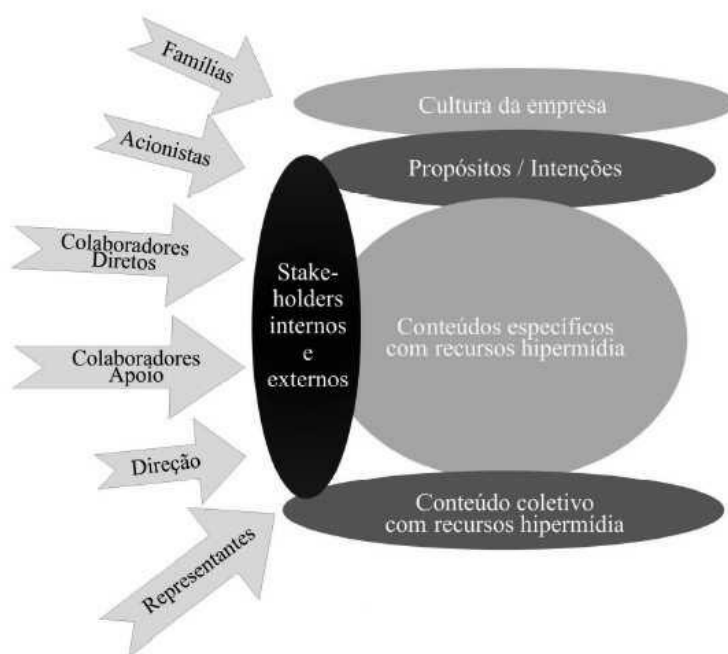 Famílias
Acionistas
Colaboradores
Diretos
Colaboradores
Apoio
Direção
Representantes
Stake-
holders
internos
e
externos
Cultura da empresa
Propósitos / Intenções
Conteúdos específicos
com recursos hipermídia
Conteúdo coletivo
com recursos hipermídia